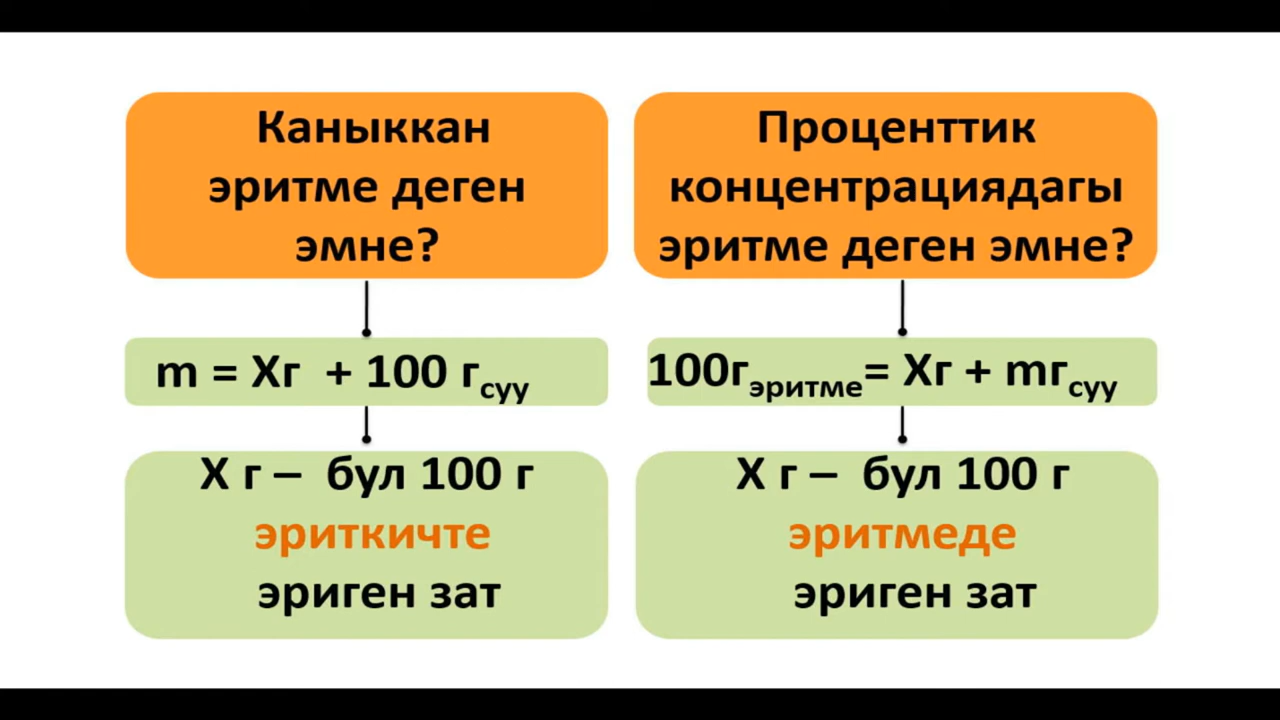 Каныккан
эритме деген
эмне?
m = Xг + 100 гсуу
Х г – бул 100 г
эриткичте
эриген зат
Проценттик
концентрациядагы
эритме деген эмне?
100гэритме= Xг + mгсуу
Х г – бул 100 г
эритмеде
эриген зат